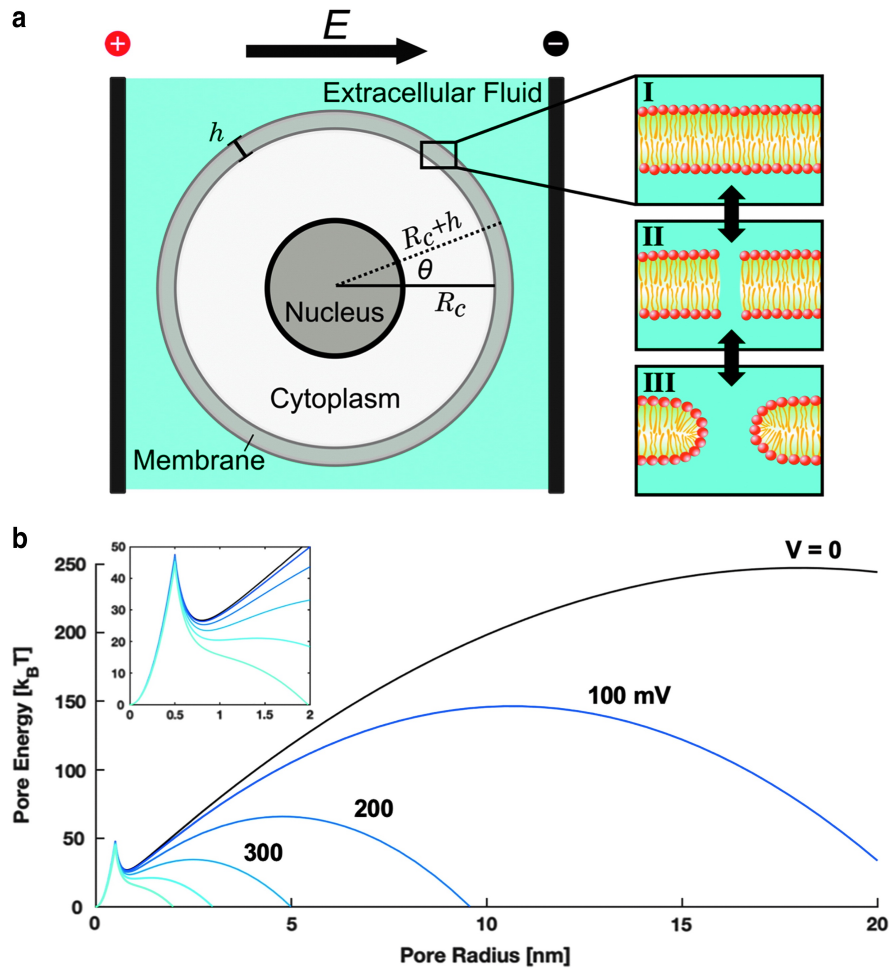 a
+
E
−
Extracellular Fluid
h
R_c+h
θ
R_c
Nucleus
Cytoplasm
Membrane
I
II
III
b
Pore Energy [k_BT]
250
200
150
100
50
0
50
40
30
20
10
0
0
0.5
1
1.5
2
V = 0
100 mV
200
300
0
5
10
15
20
Pore Radius [nm]